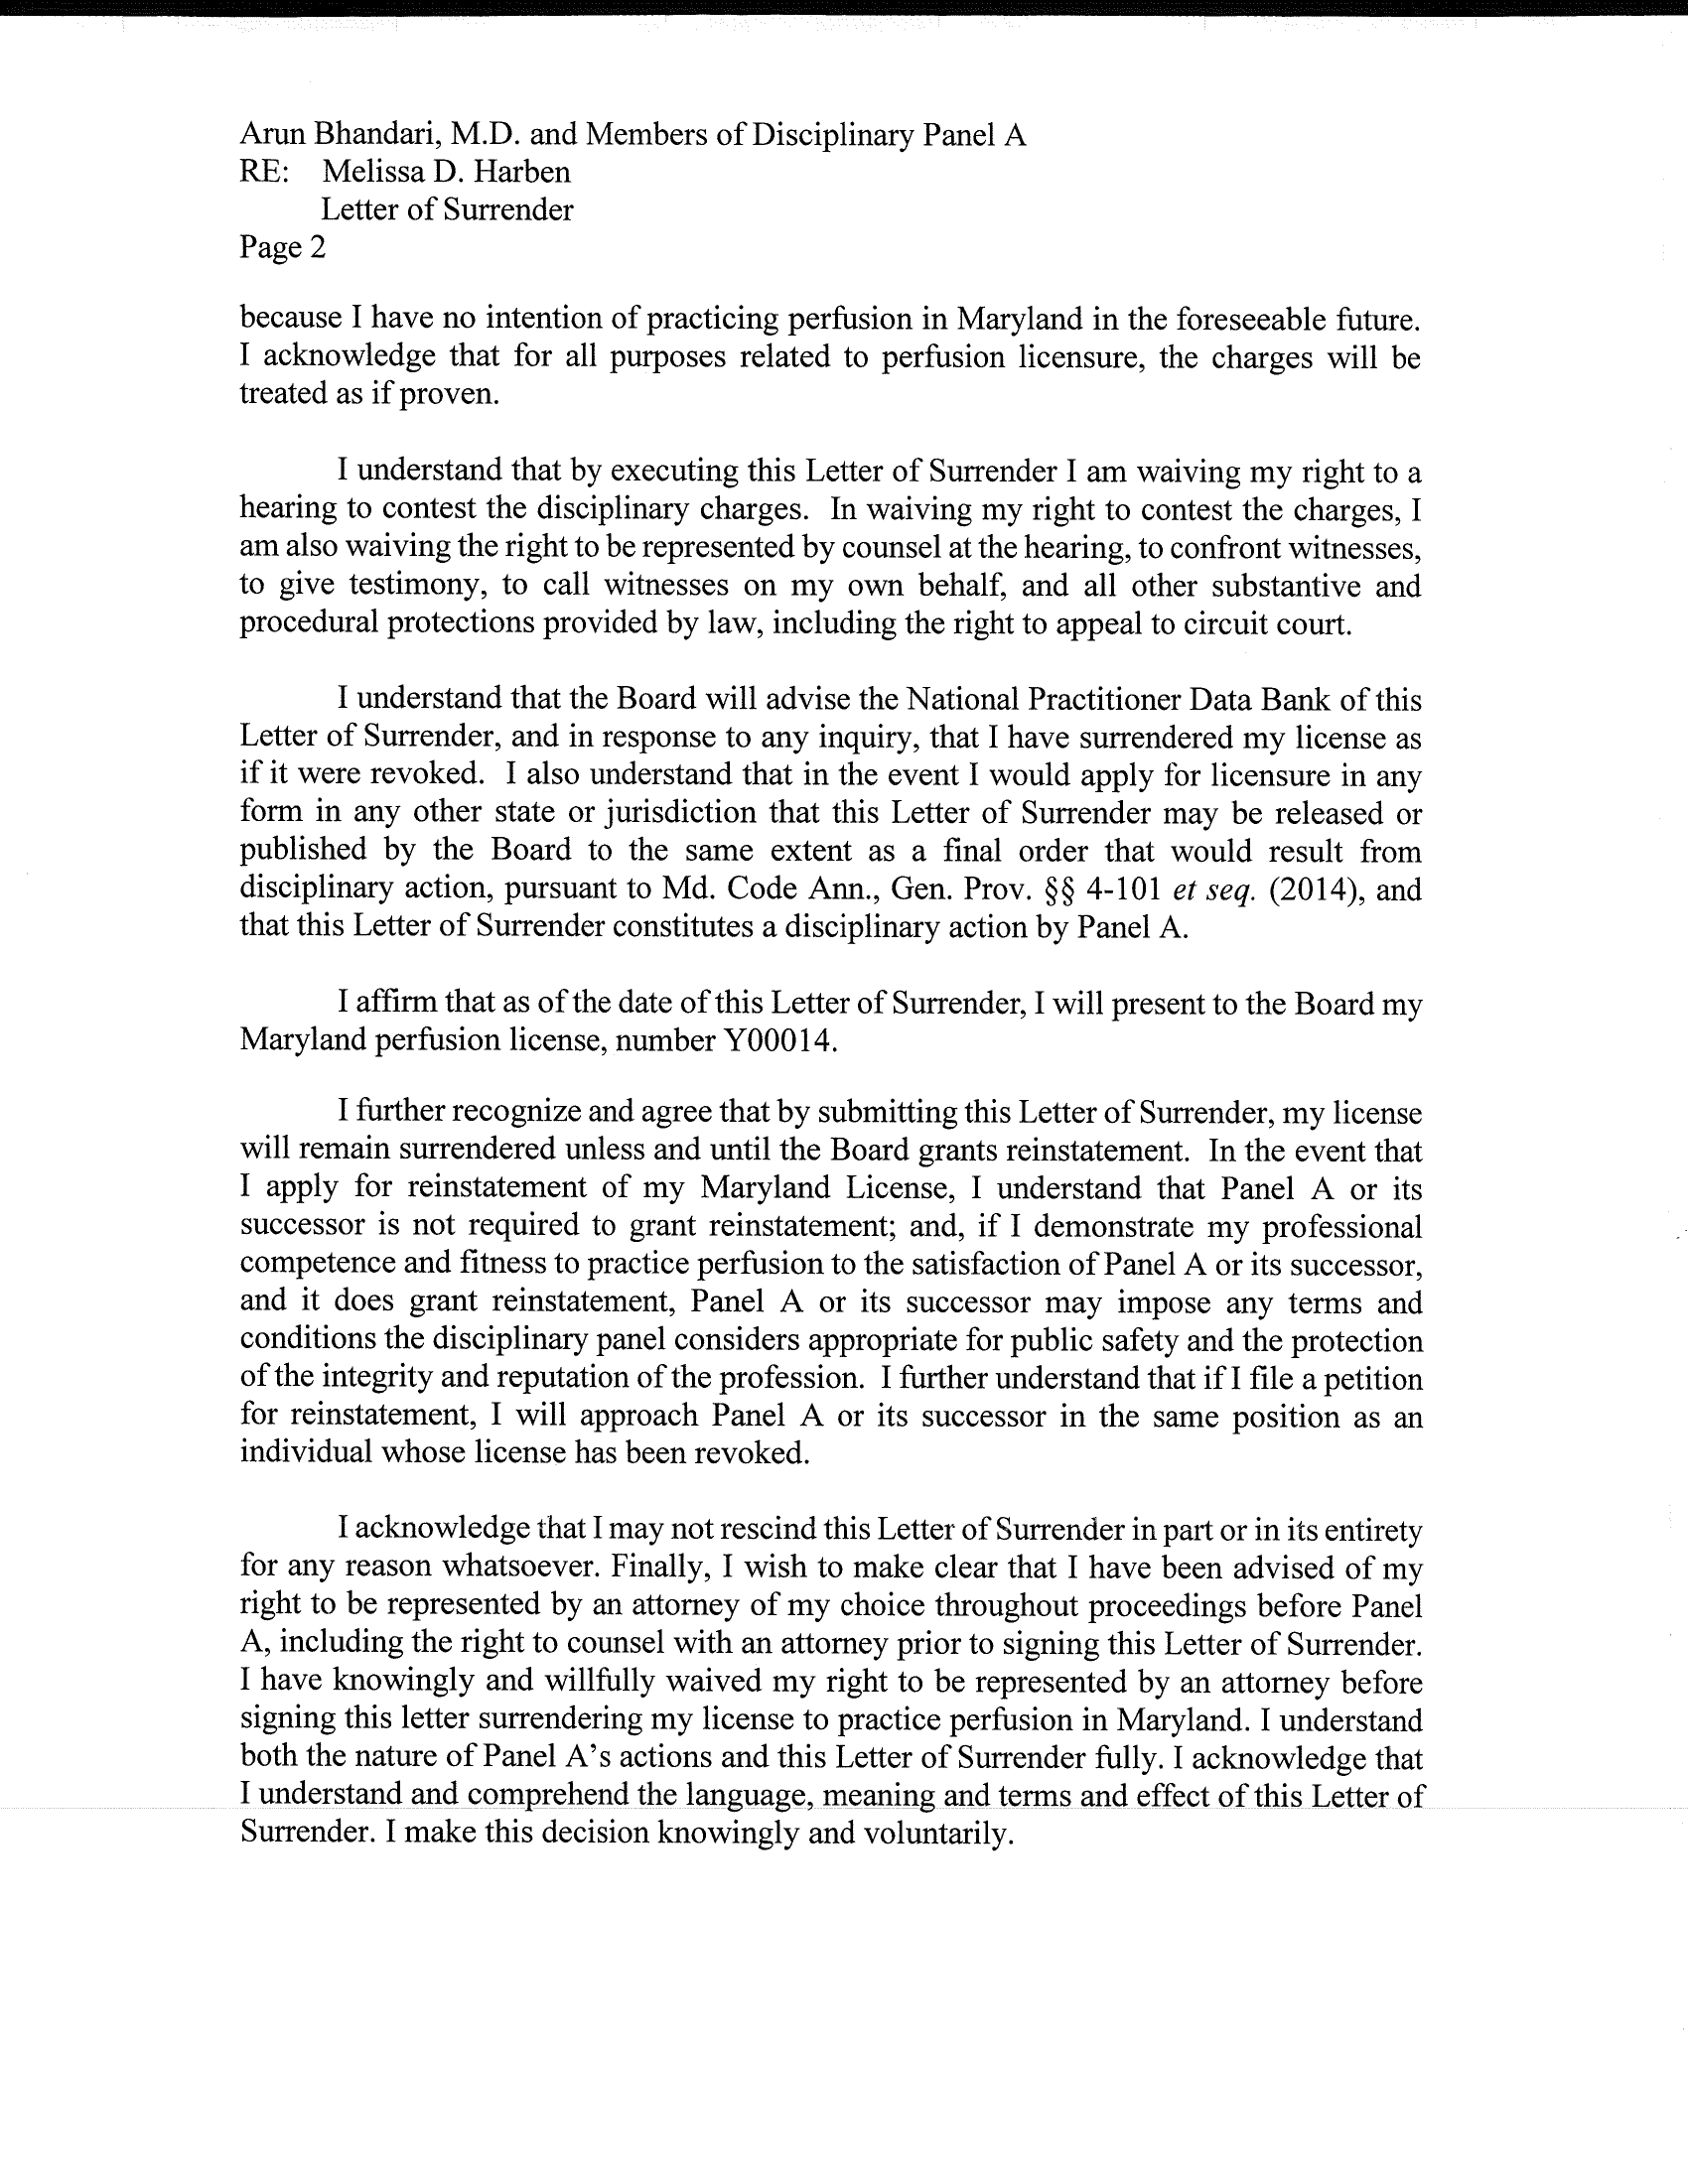 Arun Bhandari, M.D. and Members of Disciplinary Panel A
RE: Melissa D. Harben
Letter of Surrender
Page 2
because I have no intention of practicing perfusion in Maryland in the foreseeable future.
I acknowledge that for all purposes related to perfusion licensure, the charges will be
treated as if proven.
I understand that by executing this Letter of Surrender I am waiving my right to a
hearing to contest the disciplinary charges. In waiving my right to contest the charges, I
am also waiving the right to be represented by counsel at the hearing, to confront witnesses,
to give testimony, to call witnesses on my own behalf, and all other substantive and
procedural protections provided by law, including the right to appeal to circuit court.
I understand that the Board will advise the National Practitioner Data Bank of this
Letter of Surrender, and in response to any inquiry, that I have surrendered my license as
if it were revoked. I also understand that in the event I would apply for licensure in any
form in any other state or jurisdiction that this Letter of Surrender may be released or
published by the Board to the same extent as a final order that would result from
disciplinary action, pursuant to Md. Code Ann., Gen. Prov. §§ 4-101 et seq. (2014), and
that this Letter of Surrender constitutes a disciplinary action by Panel A.
I affirm that as of the date of this Letter of Surrender, I will present to the Board my
Maryland perfusion license, number Y00014.
I further recognize and agree that by submitting this Letter of Surrender, my license
will remain surrendered unless and until the Board grants reinstatement. In the event that
I apply for reinstatement of my Maryland License, I understand that Panel A or its
successor is not required to grant reinstatement; and, if I demonstrate my professional
competence and fitness to practice perfusion to the satisfaction of Panel A or its successor,
and it does grant reinstatement, Panel A or its successor may impose any terms and
conditions the disciplinary panel considers appropriate for public safety and the protection
of the integrity and reputation of the profession. I further understand that if I file a petition
for reinstatement, I will approach Panel A or its successor in the same position as an
individual whose license has been revoked.
I acknowledge that I may not rescind this Letter of Surrender in part or in its entirety
for any reason whatsoever. Finally, I wish to make clear that I have been advised of my
right to be represented by an attorney of my choice throughout proceedings before Panel
A, including the right to counsel with an attorney prior to signing this Letter of Surrender.
I have knowingly and willfully waived my right to be represented by an attorney before
signing this letter surrendering my license to practice perfusion in Maryland. I understand
both the nature of Panel A's actions and this Letter of Surrender fully. I acknowledge that
I understand and comprehend the language, meaning and terms and effect of this Letter of
Surrender. I make this decision knowingly and voluntarily.